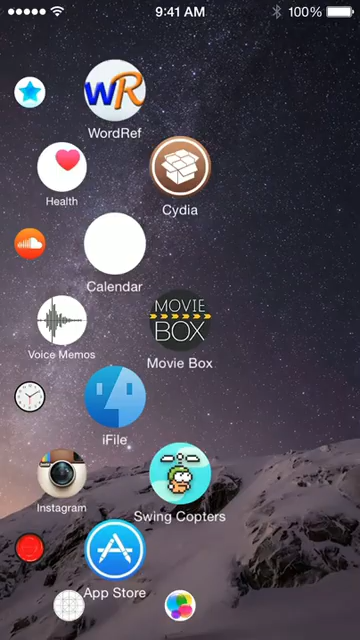 9:41 AM
100%
WR
WordRef
Health
Cydia
Calendar
MOVIE
BOX
Voice Memos
Movie Box
iFile
Instagram
Swing Copters
App Store